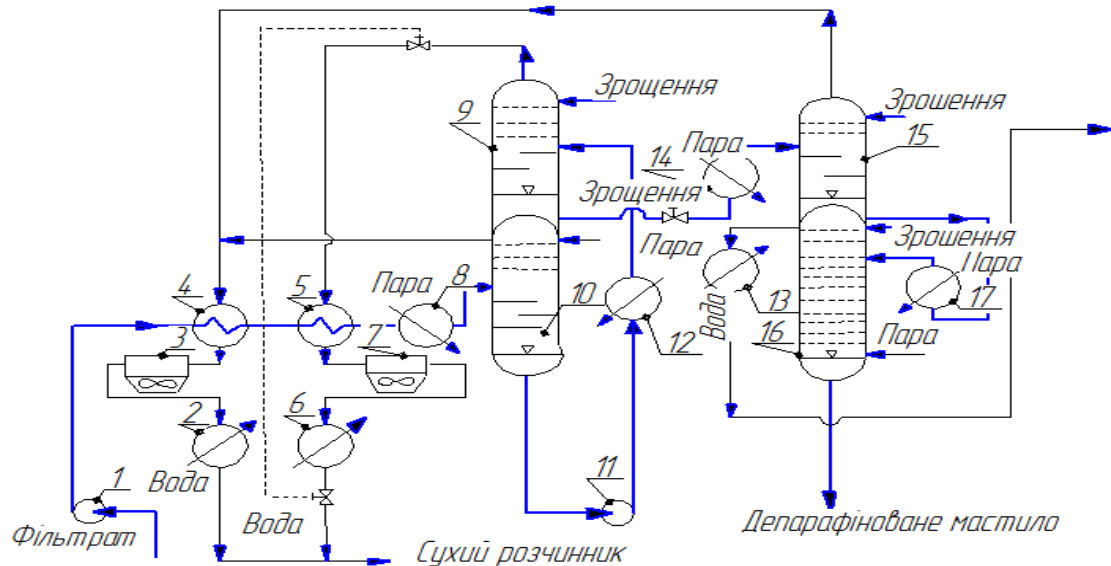 Зрощення
Зрошення
9
15
Пара
14
Зрощення
Пара
Зрошення
Пара
4
5
Пара
8
10
12
Вода
13
17
3
7
16
Пара
2
6
Вода
1
11
Вода
Фільтрат
Депарафіноване мастило
Сухий розчинник